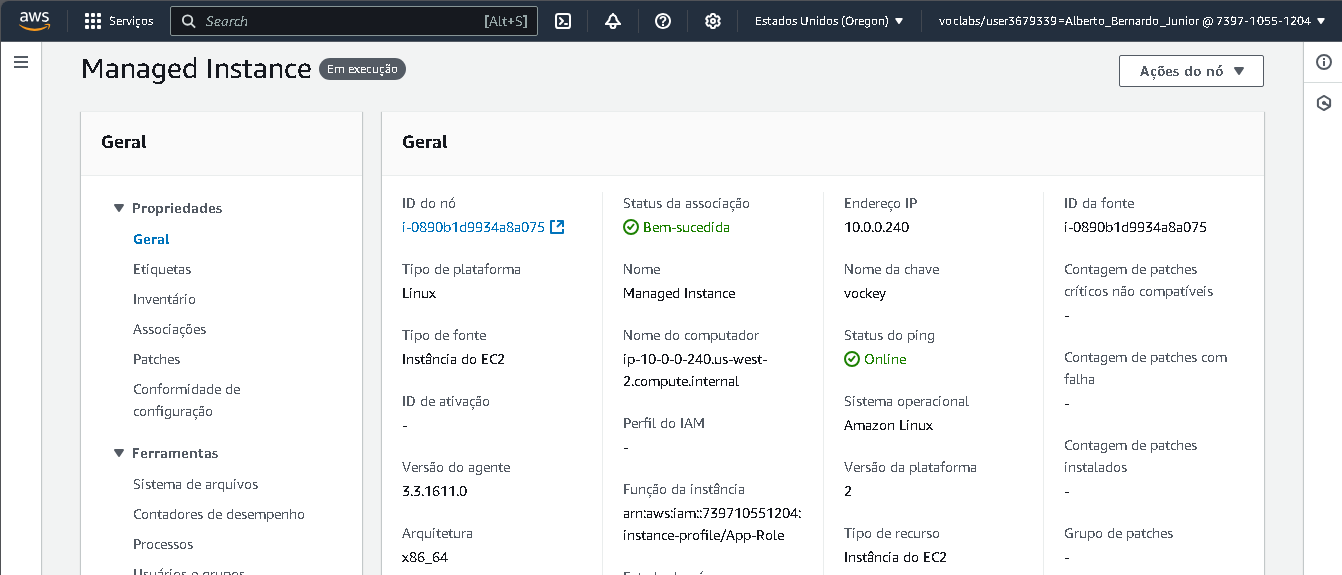 aws
Serviços
Search
[Alt+S]
Estados Unidos (Oregon)
voclabs/user3679339=Alberto_Bernardo_Junior @ 7397-1055-1204
Managed Instance
Em execução
Ações do nó
Geral
Propriedades
Geral
Etiquetas
Inventário
Associações
Patches
Conformidade de
configuração
Ferramentas
Sistema de arquivos
Contadores de desempenho
Processos
Usuários e grupos
Geral
ID do nó
i-0890b1d9934a8a075
Tipo de plataforma
Linux
Tipo de fonte
Instância do EC2
ID de ativação
-
Versão do agente
3.3.1611.0
Arquitetura
x86_64
Status da associação
Bem-sucedida
Nome
Managed Instance
Nome do computador
ip-10-0-0-240.us-west-
2.compute.internal
Perfil do IAM
-
Função da instância
arn:aws:iam::739710551204:
instance-profile/App-Role
Endereço IP
10.0.0.240
Nome da chave
vockey
Status do ping
Online
Sistema operacional
Amazon Linux
Versão da plataforma
2
Tipo de recurso
Instância do EC2
ID da fonte
i-0890b1d9934a8a075
Contagem de patches
críticos não compatíveis
-
Contagem de patches com
falha
-
Contagem de patches
instalados
-
Grupo de patches
-